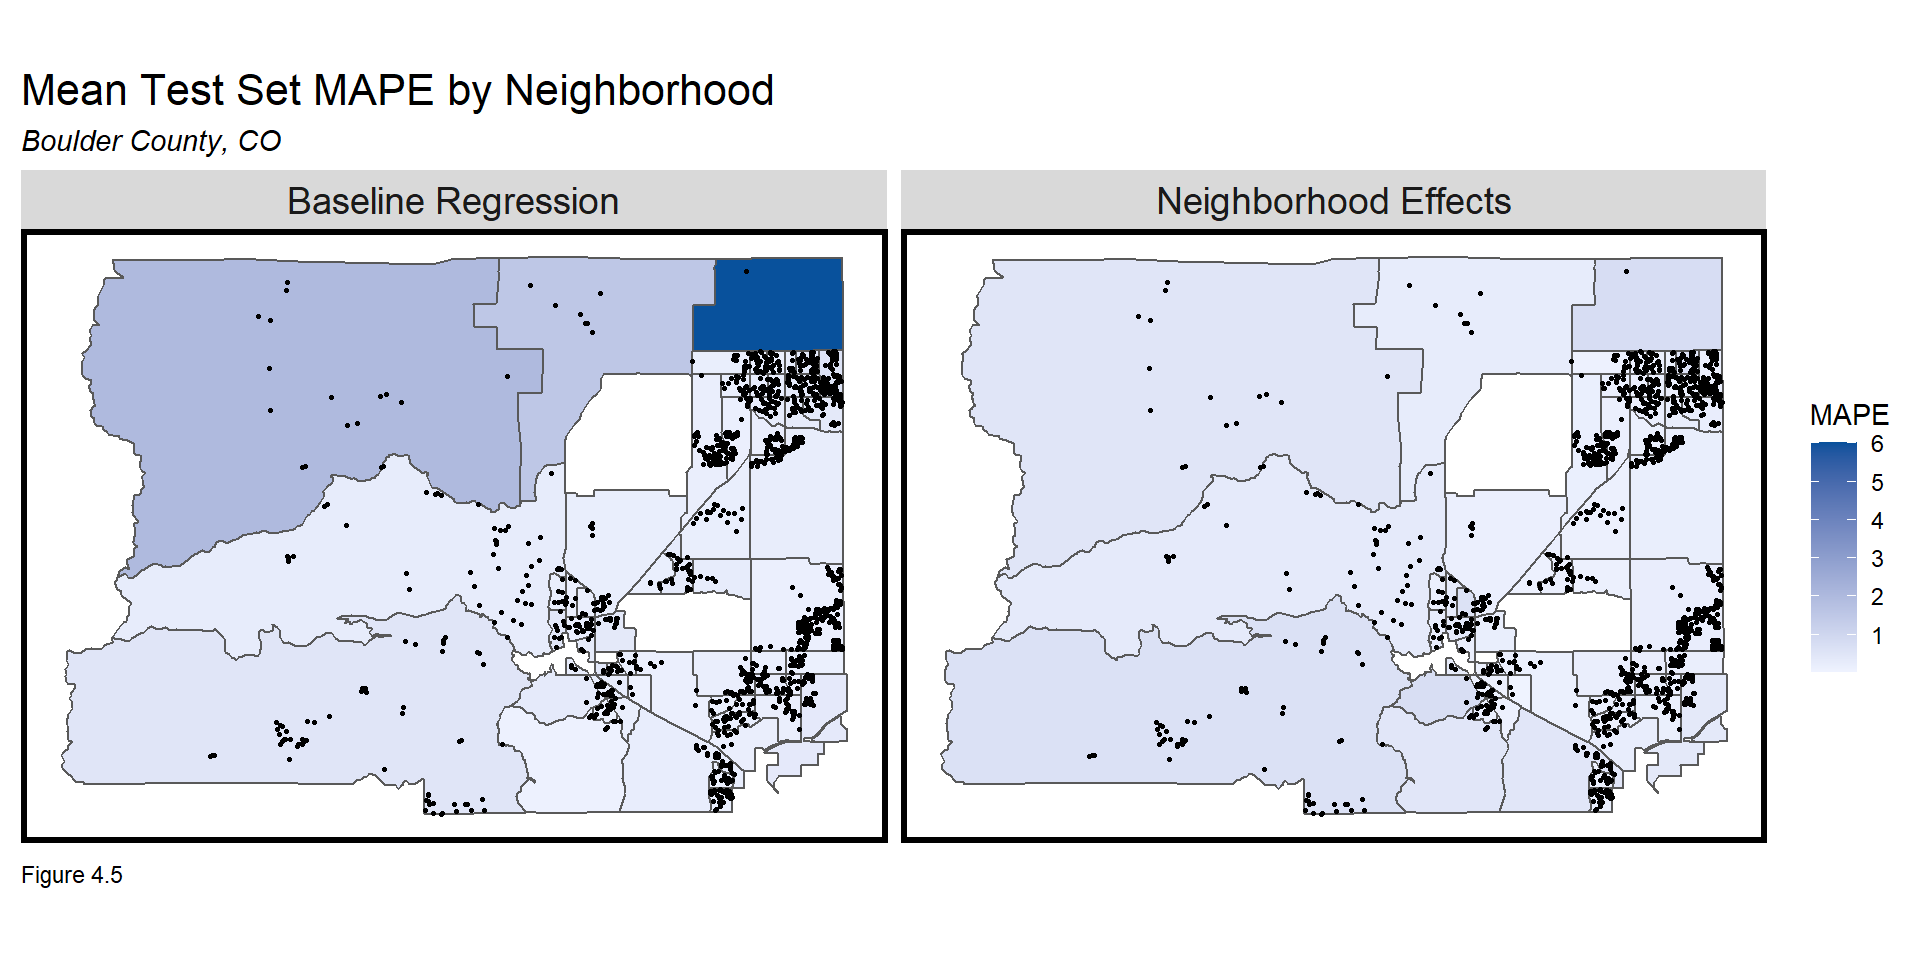 Mean Test Set MAPE by Neighborhood
Boulder County, CO
Baseline Regression
Neighborhood Effects
MAPE
6
5
4
3
2
1
Figure 4.5